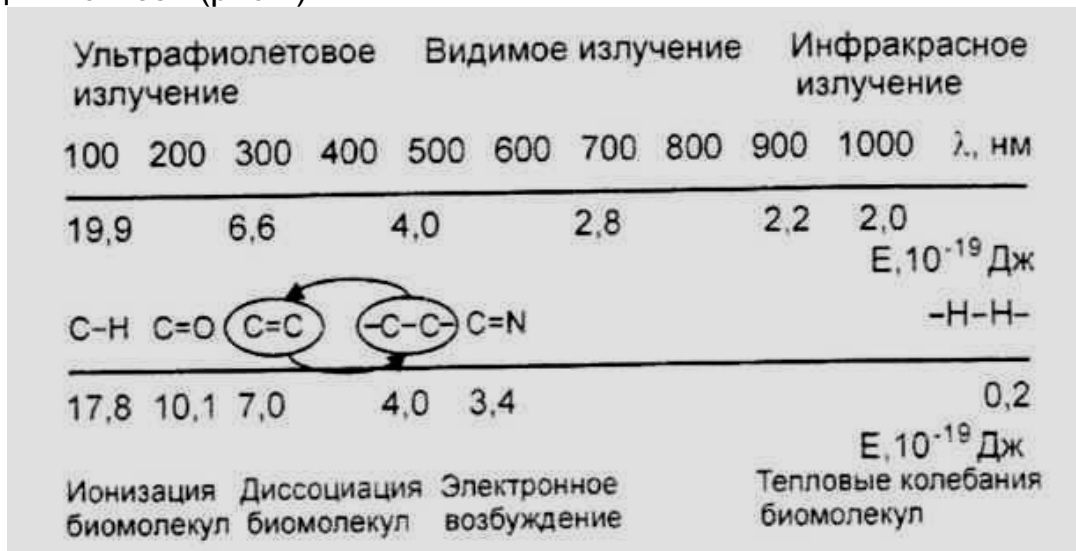 Ультрафиолетовое Видимое излучение Инфракрасное
излучение излучение
100 200 300 400 500 600 700 800 900 1000 λ, нм
19,9 6,6 4,0 2,8 2,2 2,0
E,10⁻¹⁹ Дж
C–H C=O C=C –C–C– C=N –H–H–
17,8 10,1 7,0 4,0 3,4 0,2
E,10⁻¹⁹ Дж
Ионизация Диссоциация Электронное Тепловые колебания
биомолекул биомолекул возбуждение биомолекул